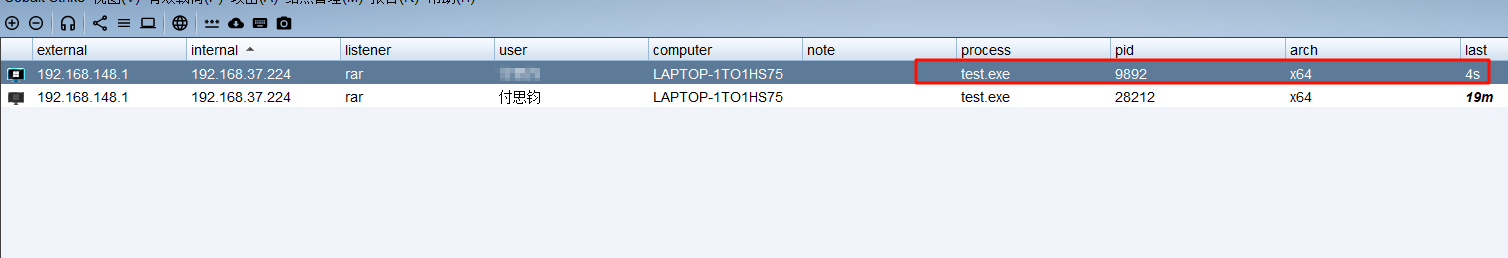 external internal listener user computer note process pid arch last
192.168.148.1 192.168.37.224 rar LAPTOP-1TO1HS75 test.exe 9892 x64 4s
192.168.148.1 192.168.37.224 rar 付思钧 LAPTOP-1TO1HS75 test.exe 28212 x64 19m